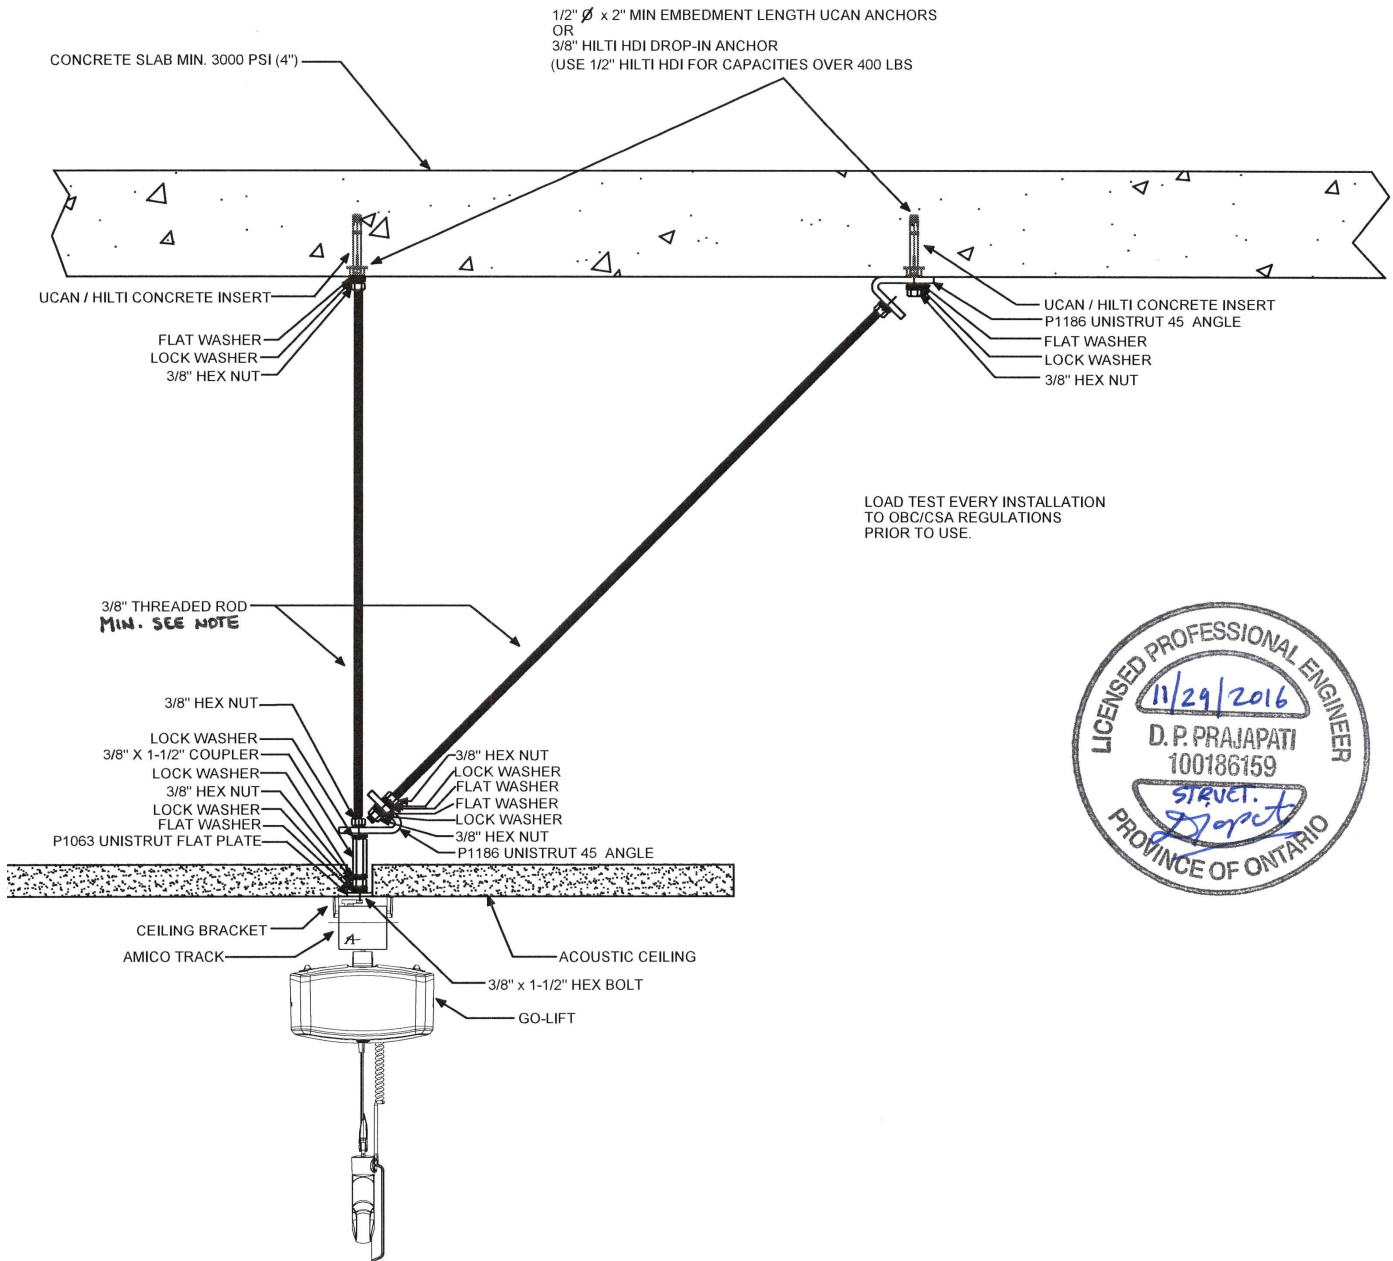 1/2" Ø x 2" MIN EMBEDMENT LENGTH UCAN ANCHORS
OR
3/8" HILTI HDI DROP-IN ANCHOR
(USE 1/2" HILTI HDI FOR CAPACITIES OVER 400 LBS
CONCRETE SLAB MIN. 3000 PSI (4")
UCAN / HILTI CONCRETE INSERT
FLAT WASHER
LOCK WASHER
3/8" HEX NUT
UCAN / HILTI CONCRETE INSERT
P1186 UNISTRUT 45 ANGLE
FLAT WASHER
LOCK WASHER
3/8" HEX NUT
LOAD TEST EVERY INSTALLATION
TO OBC/CSA REGULATIONS
PRIOR TO USE.
3/8" THREADED ROD
MIN. SEE NOTE
3/8" HEX NUT
LOCK WASHER
3/8" X 1-1/2" COUPLER
LOCK WASHER
3/8" HEX NUT
LOCK WASHER
FLAT WASHER
P1063 UNISTRUT FLAT PLATE
3/8" HEX NUT
LOCK WASHER
FLAT WASHER
FLAT WASHER
LOCK WASHER
3/8" HEX NUT
P1186 UNISTRUT 45 ANGLE
CEILING BRACKET
AMICO TRACK
A
ACOUSTIC CEILING
3/8" x 1-1/2" HEX BOLT
GO-LIFT
LICENSED PROFESSIONAL ENGINEER
11/29/2016
D. P. PRAJAPATI
100186159
STRUCT.
PROVINCE OF ONTARIO